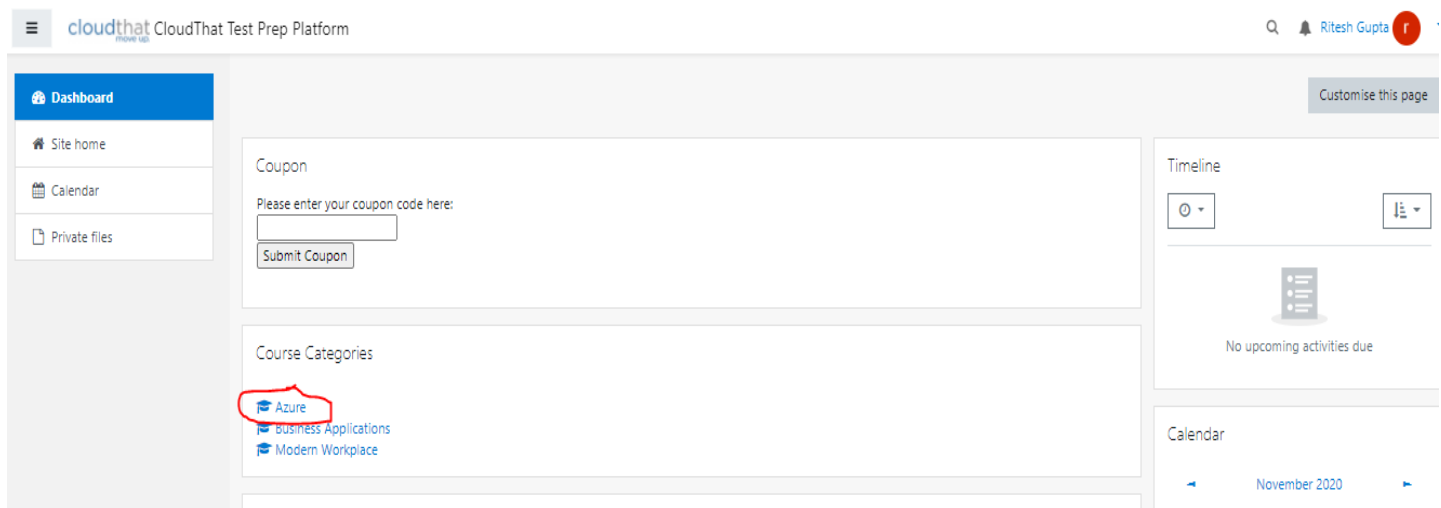 cloudthat CloudThat Test Prep Platform
move up.
Ritesh Gupta r
Dashboard
Customise this page
Site home
Calendar
Private files
Coupon
Please enter your coupon code here:
Submit Coupon
Course Categories
Azure
Business Applications
Modern Workplace
Timeline
No upcoming activities due
Calendar
November 2020